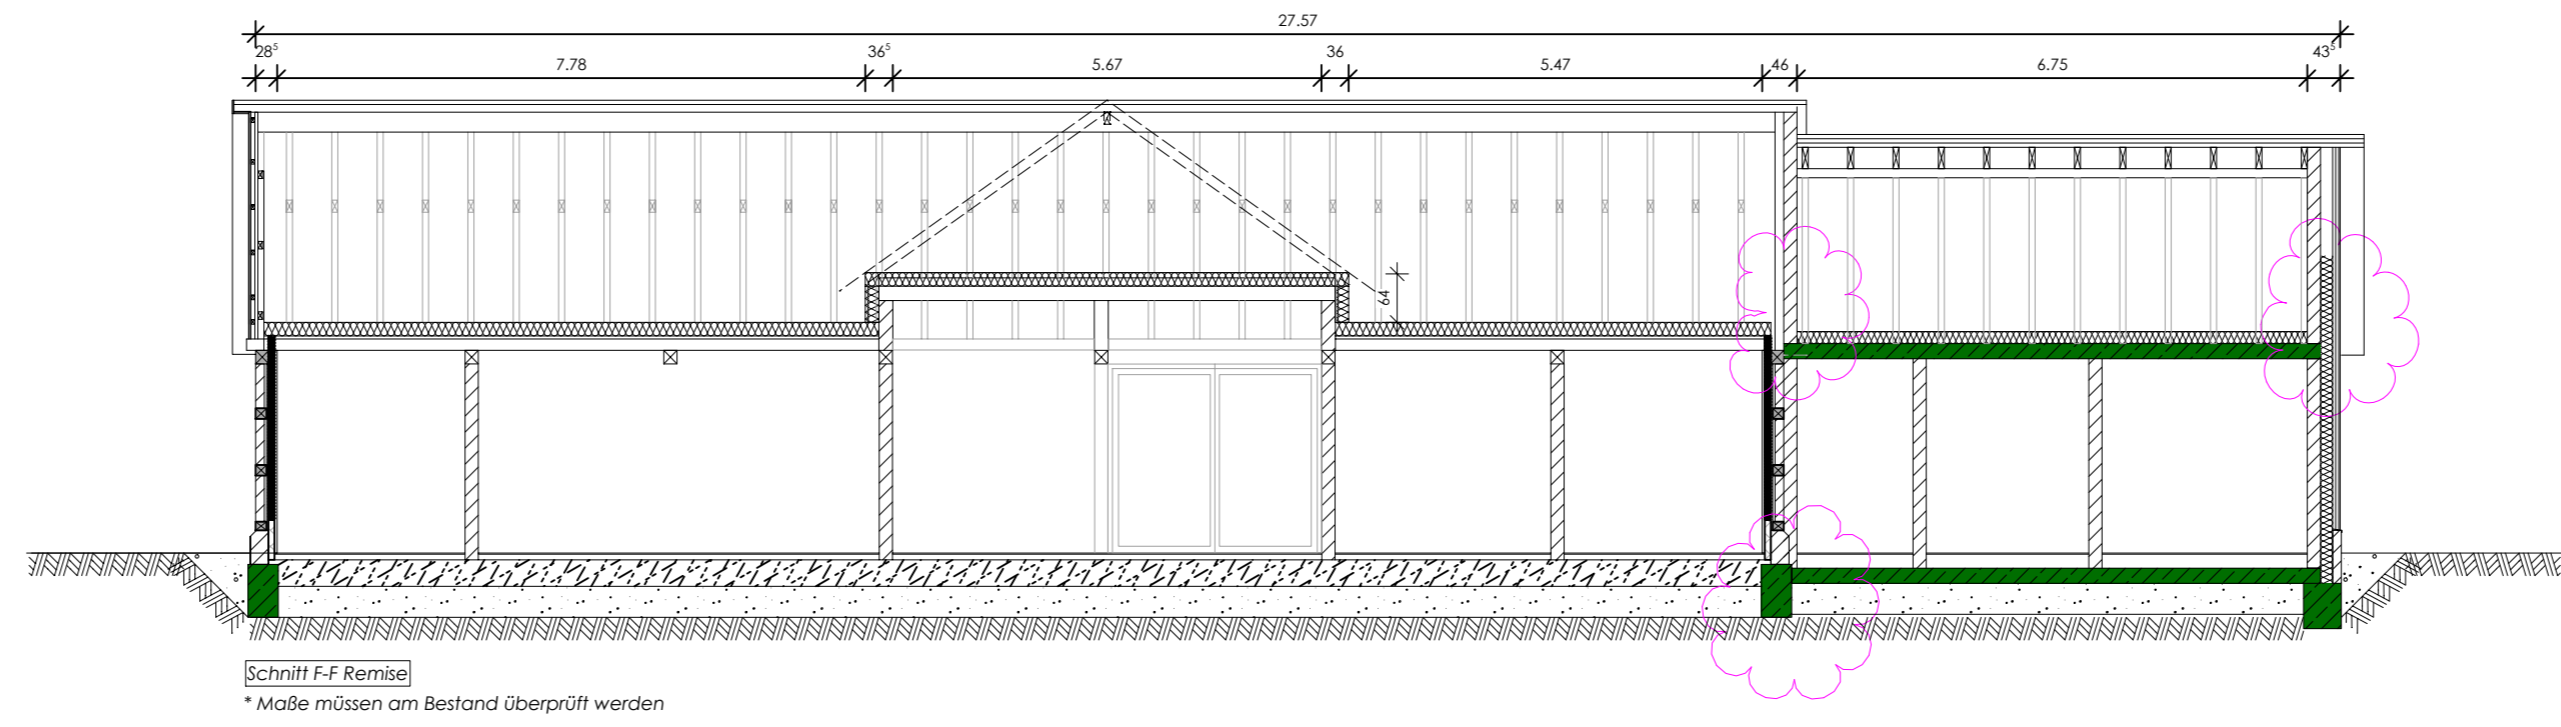 27.57
28⁵ 36⁵ 36 43⁵
7.78 5.67 5.47 46 6.75
64
Schnitt F-F Remise
* Maße müssen am Bestand überprüft werden